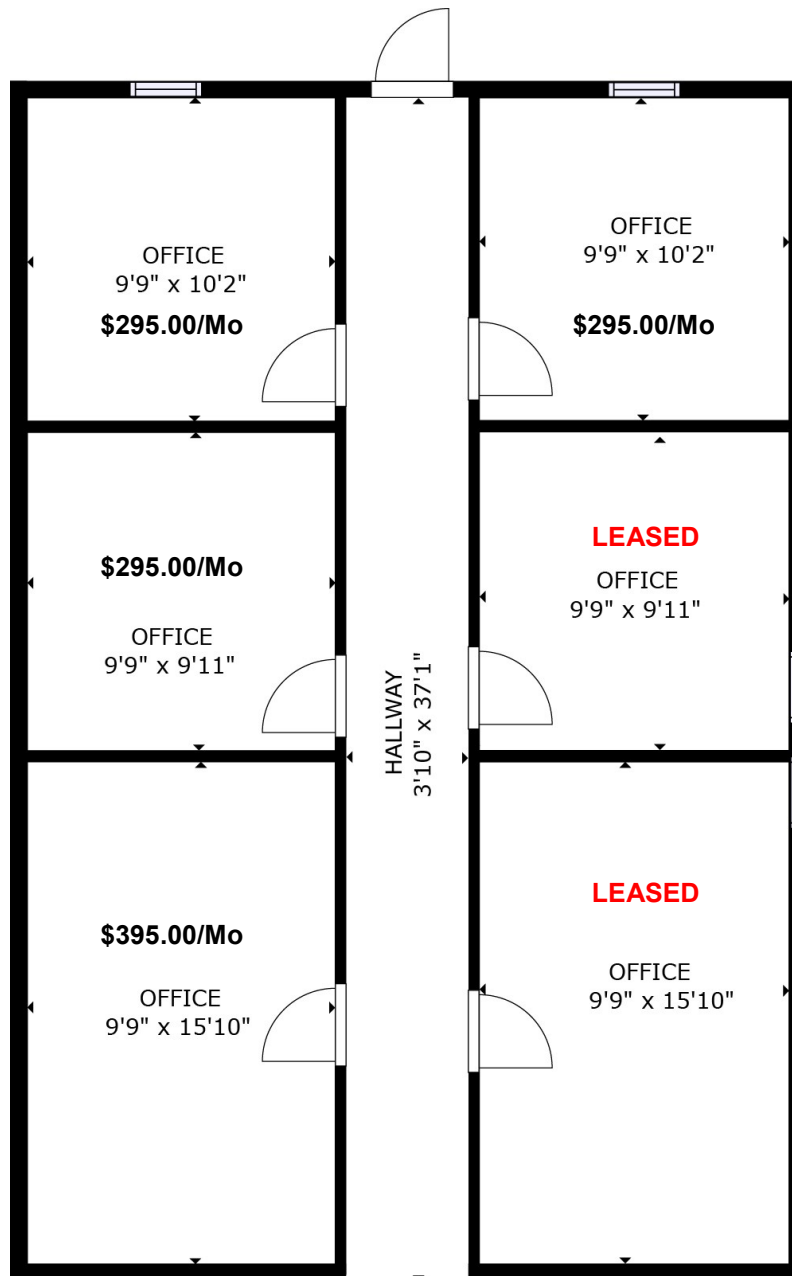 OFFICE
9'9" x 10'2"
$295.00/Mo
OFFICE
9'9" x 10'2"
$295.00/Mo
$295.00/Mo
OFFICE
9'9" x 9'11"
LEASED
OFFICE
9'9" x 9'11"
HALLWAY
3'10" x 37'1"
$395.00/Mo
OFFICE
9'9" x 15'10"
LEASED
OFFICE
9'9" x 15'10"